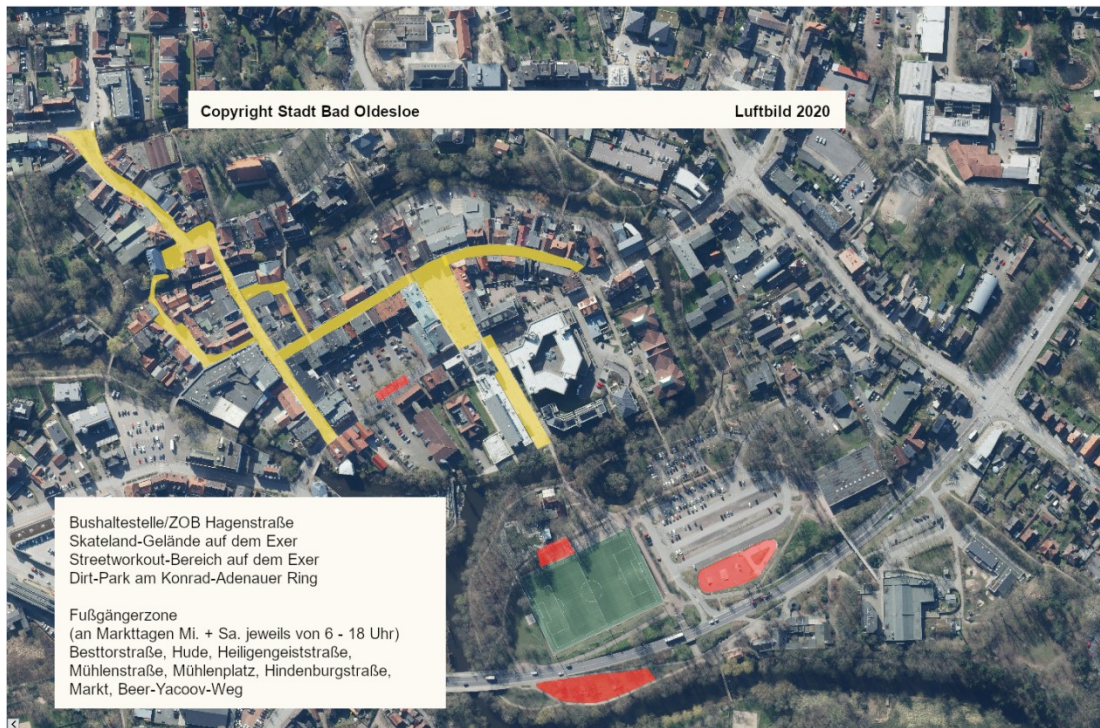 Copyright Stadt Bad Oldesloe Luftbild 2020
Bushaltestelle/ZOB Hagenstraße
Skateland-Gelände auf dem Exer
Streetworkout-Bereich auf dem Exer
Dirt-Park am Konrad-Adenauer Ring
Fußgängerzone
(an Markttagen Mi. + Sa. jeweils von 6 - 18 Uhr)
Besttorstraße, Hude, Heiligengeiststraße,
Mühlenstraße, Mühlenplatz, Hindenburgstraße,
Markt, Beer-Yacoov-Weg